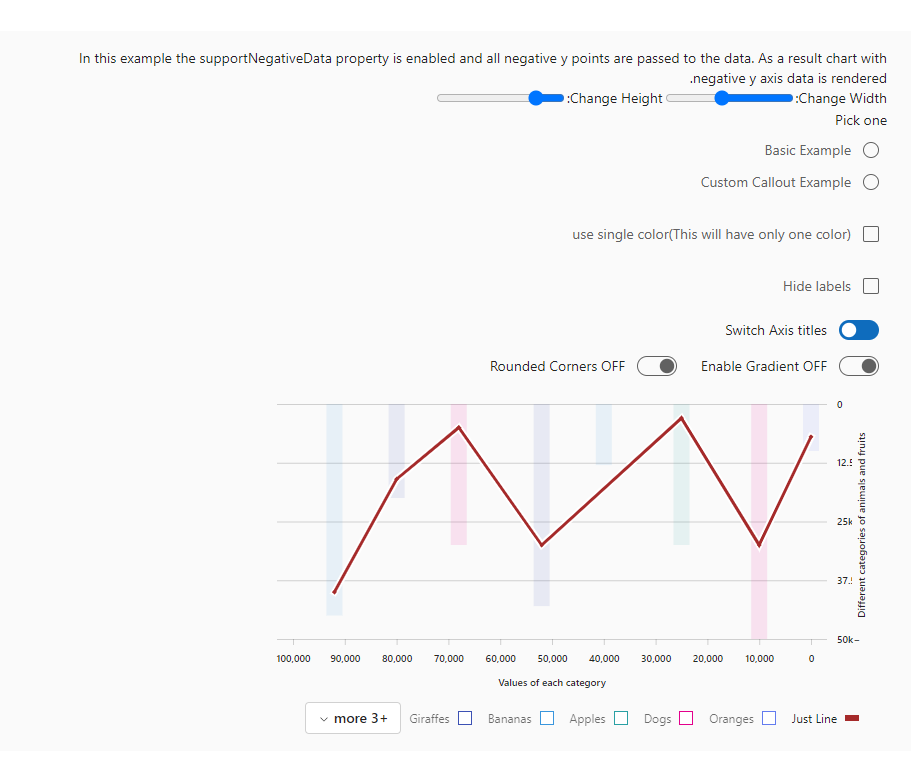 In this example the supportNegativeData property is enabled and all negative y points are passed to the data. As a result chart with
.negative y axis data is rendered
:Change Width :Change Height
Pick one
Basic Example
Custom Callout Example
use single color(This will have only one color)
Hide labels
Switch Axis titles
Enable Gradient OFF Rounded Corners OFF
0
12.5
25k
37.5
50k−
Different categories of animals and fruits
100,000 90,000 80,000 70,000 60,000 50,000 40,000 30,000 20,000 10,000 0
Values of each category
more 3+ Giraffes Bananas Apples Dogs Oranges Just Line